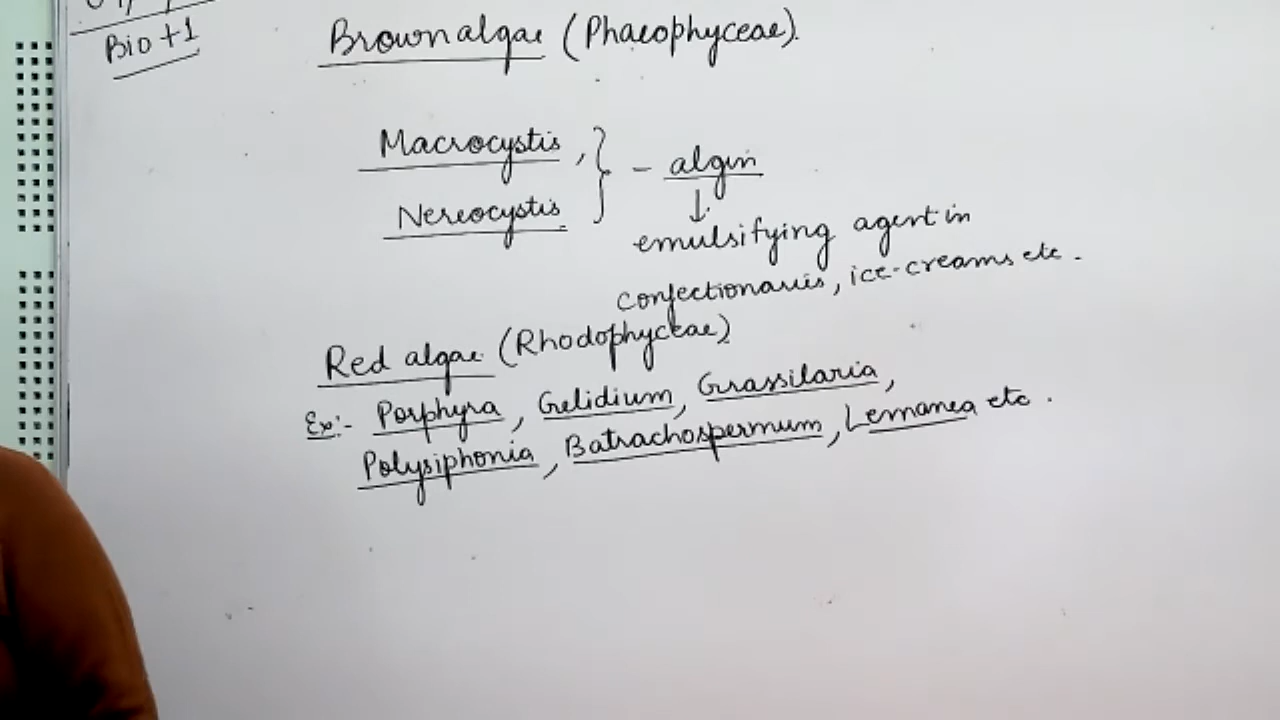 Bio +1
Brown algae (Phaeophyceae).
Macrocystis, } - algin
Nereocystis.
↓
emulsifying agent in
confectionaries, ice-creams etc.
Red algae (Rhodophyceae)
Ex:- Porphyra, Gelidium, Grassilaria,
Polysiphonia, Batrachospermum, Lemanea etc.